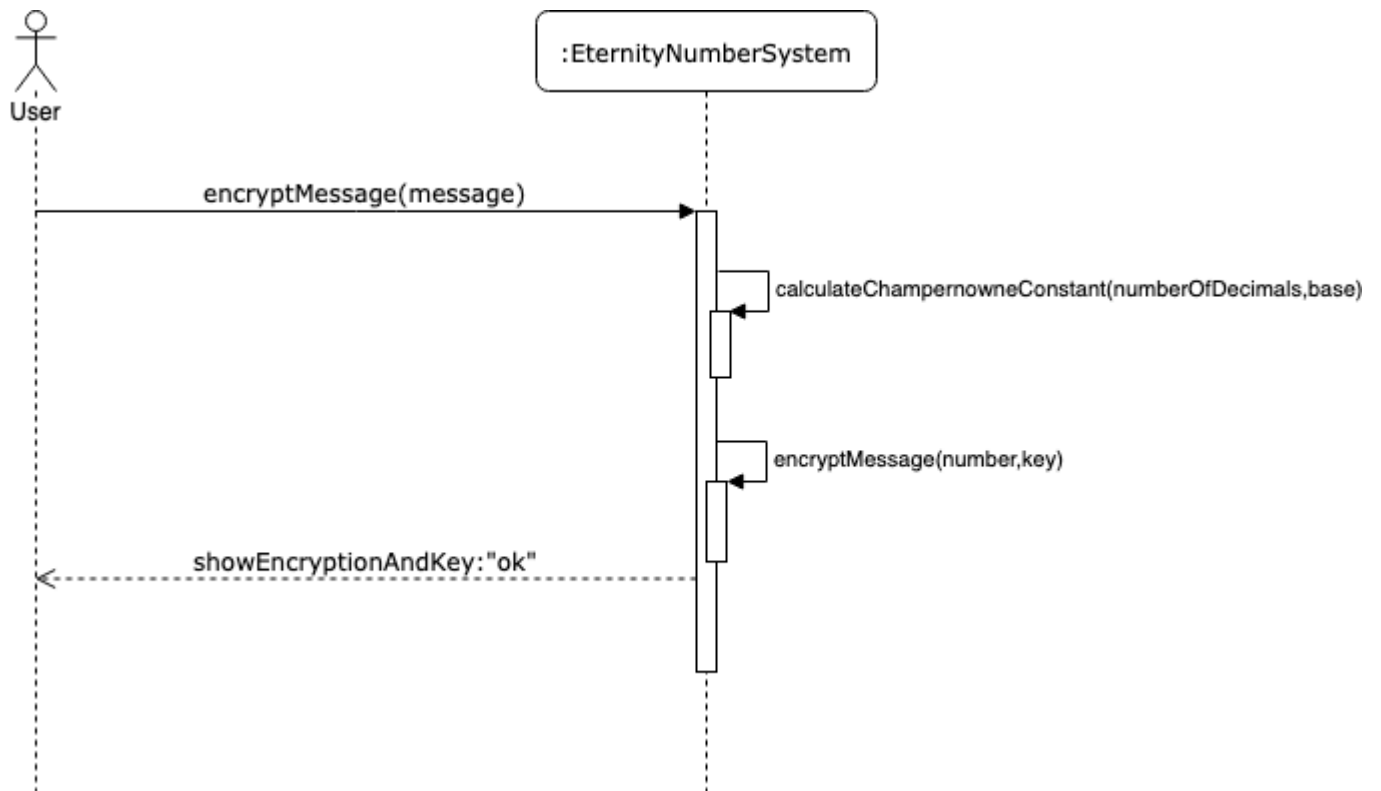 :EternityNumberSystem
User
encryptMessage(message)
calculateChampernowneConstant(numberOfDecimals,base)
encryptMessage(number,key)
showEncryptionAndKey:"ok"